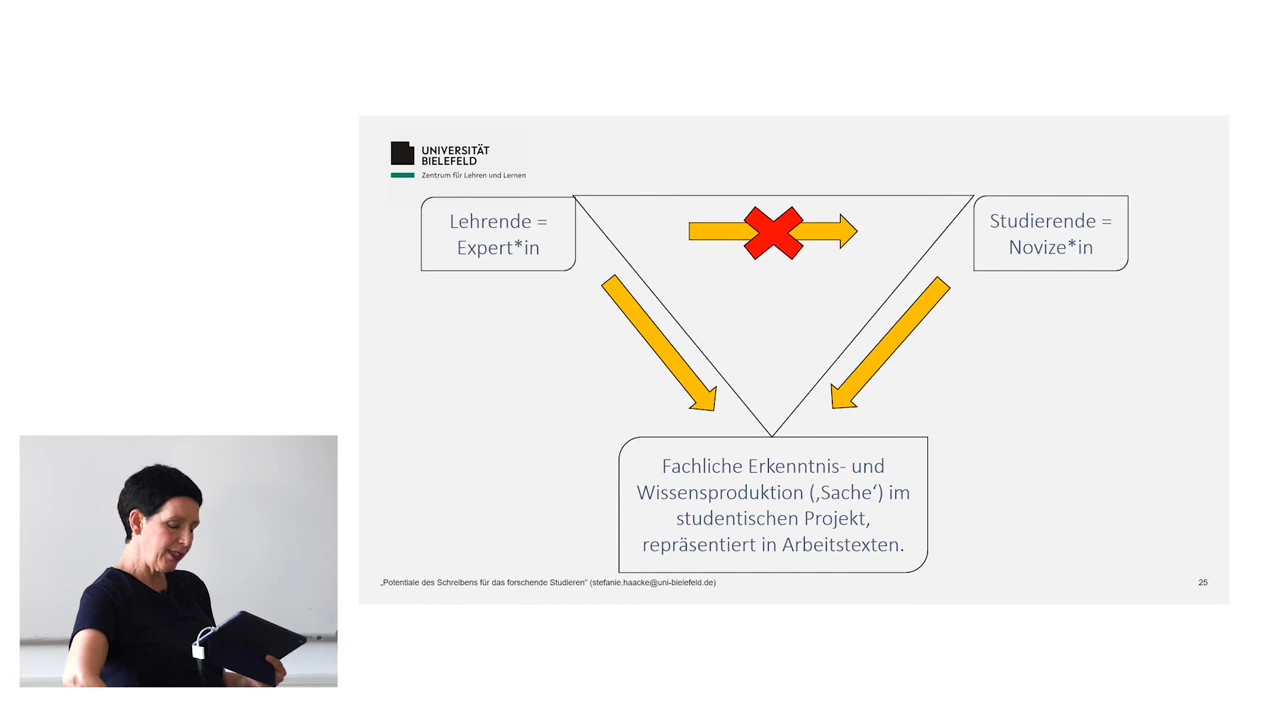 UNIVERSITÄT
BIELEFELD
Zentrum für Lehren und Lernen
Lehrende =
Expert*in
Studierende =
Novize*in
Fachliche Erkenntnis- und
Wissensproduktion (‚Sache‘) im
studentischen Projekt,
repräsentiert in Arbeitstexten.
„Potentiale des Schreibens für das forschende Studieren“ (stefanie.haacke@uni-bielefeld.de)
25